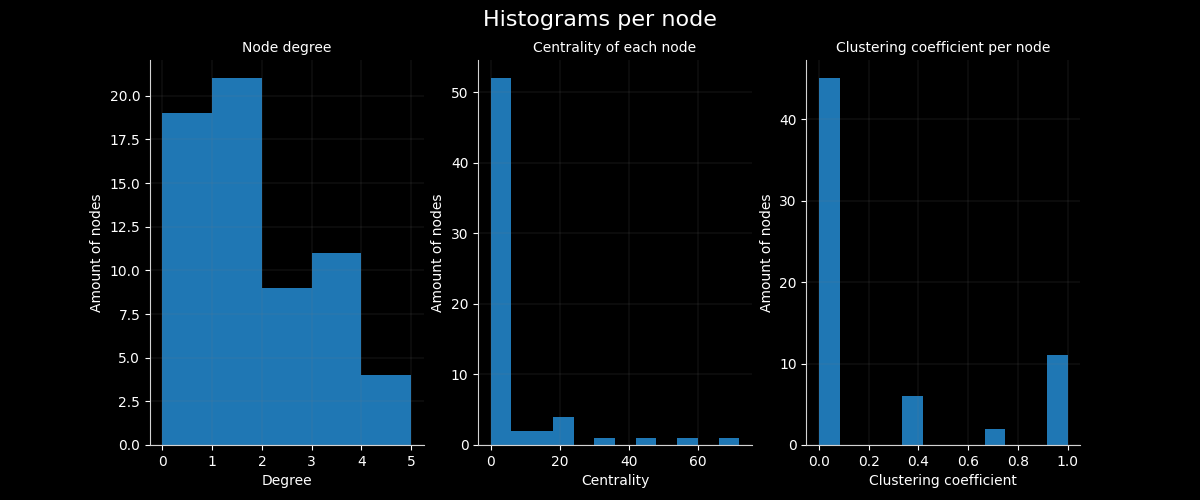 Histograms per node
Node degree
Amount of nodes
20.0
17.5
15.0
12.5
10.0
7.5
5.0
2.5
0.0
0 1 2 3 4 5
Degree
Centrality of each node
Amount of nodes
50
40
30
20
10
0
0 20 40 60
Centrality
Clustering coefficient per node
Amount of nodes
40
30
20
10
0
0.0 0.2 0.4 0.6 0.8 1.0
Clustering coefficient